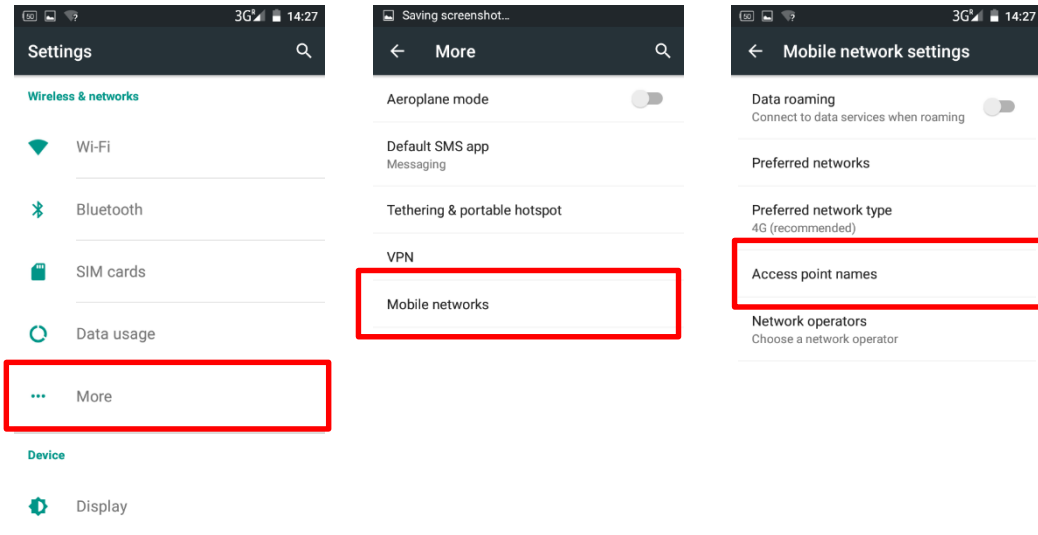 50 ? 3G R 14:27
Settings
Wireless & networks
Wi-Fi
Bluetooth
SIM cards
Data usage
More
Device
Display
Saving screenshot...
More
Aeroplane mode
Default SMS app
Messaging
Tethering & portable hotspot
VPN
Mobile networks
50 ? 3G R 14:27
Mobile network settings
Data roaming
Connect to data services when roaming
Preferred networks
Preferred network type
4G (recommended)
Access point names
Network operators
Choose a network operator